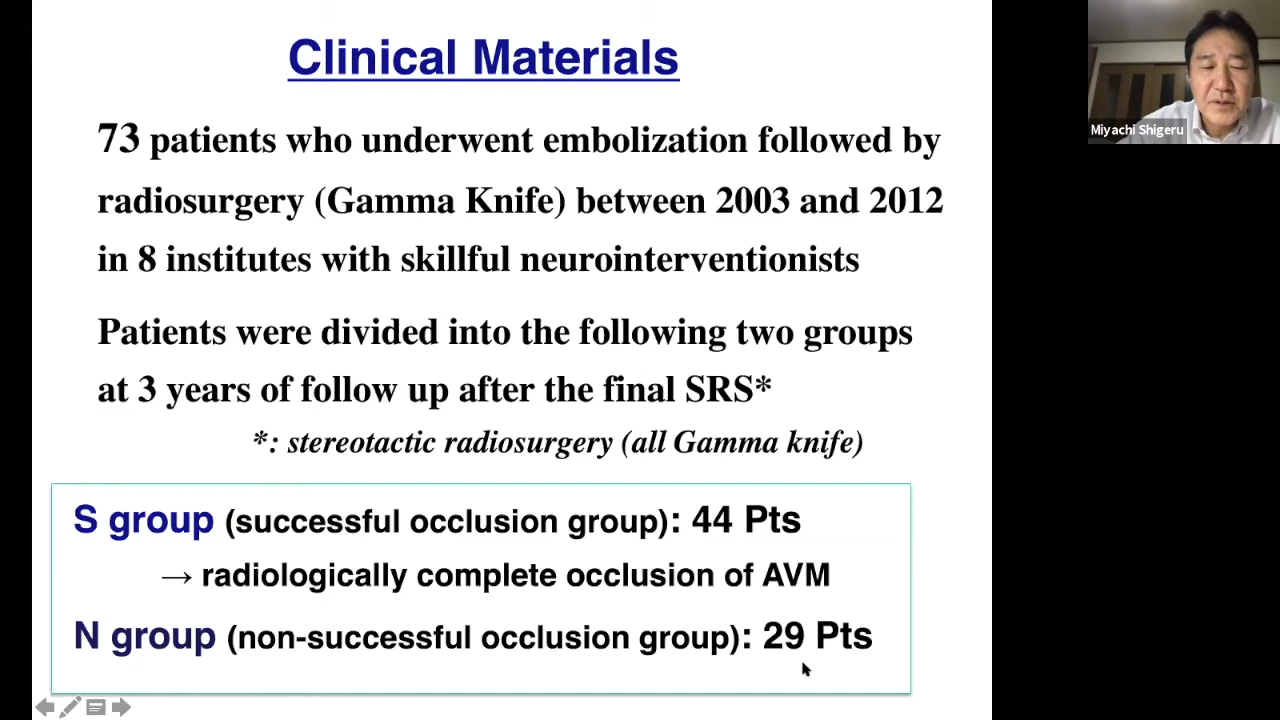 Clinical Materials
73 patients who underwent embolization followed by
radiosurgery (Gamma Knife) between 2003 and 2012
in 8 institutes with skillful neurointerventionists
Patients were divided into the following two groups
at 3 years of follow up after the final SRS*
*: stereotactic radiosurgery (all Gamma knife)
S group (successful occlusion group): 44 Pts
→ radiologically complete occlusion of AVM
N group (non-successful occlusion group): 29 Pts
Miyachi Shigeru